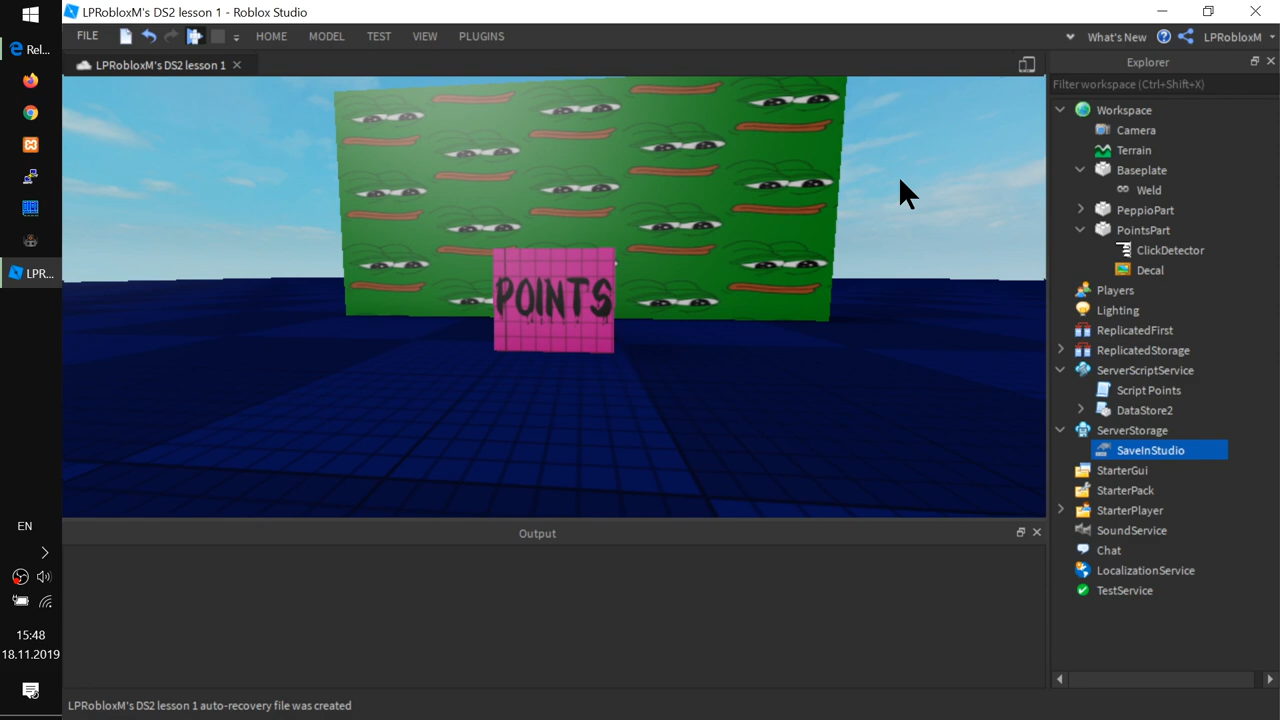 LPRobloxM's DS2 lesson 1 - Roblox Studio
Rel...
FILE HOME MODEL TEST VIEW PLUGINS What's New LPRobloxM
LPRobloxM's DS2 lesson 1
Explorer
Filter workspace (Ctrl+Shift+X)
Workspace
Camera
Terrain
Baseplate
Weld
PeppioPart
PointsPart
ClickDetector
Decal
Players
Lighting
ReplicatedFirst
ReplicatedStorage
ServerScriptService
Script Points
DataStore2
ServerStorage
SaveInStudio
StarterGui
StarterPack
StarterPlayer
SoundService
Chat
LocalizationService
TestService
POINTS
LPR...
Output
EN
15:48
18.11.2019
LPRobloxM's DS2 lesson 1 auto-recovery file was created